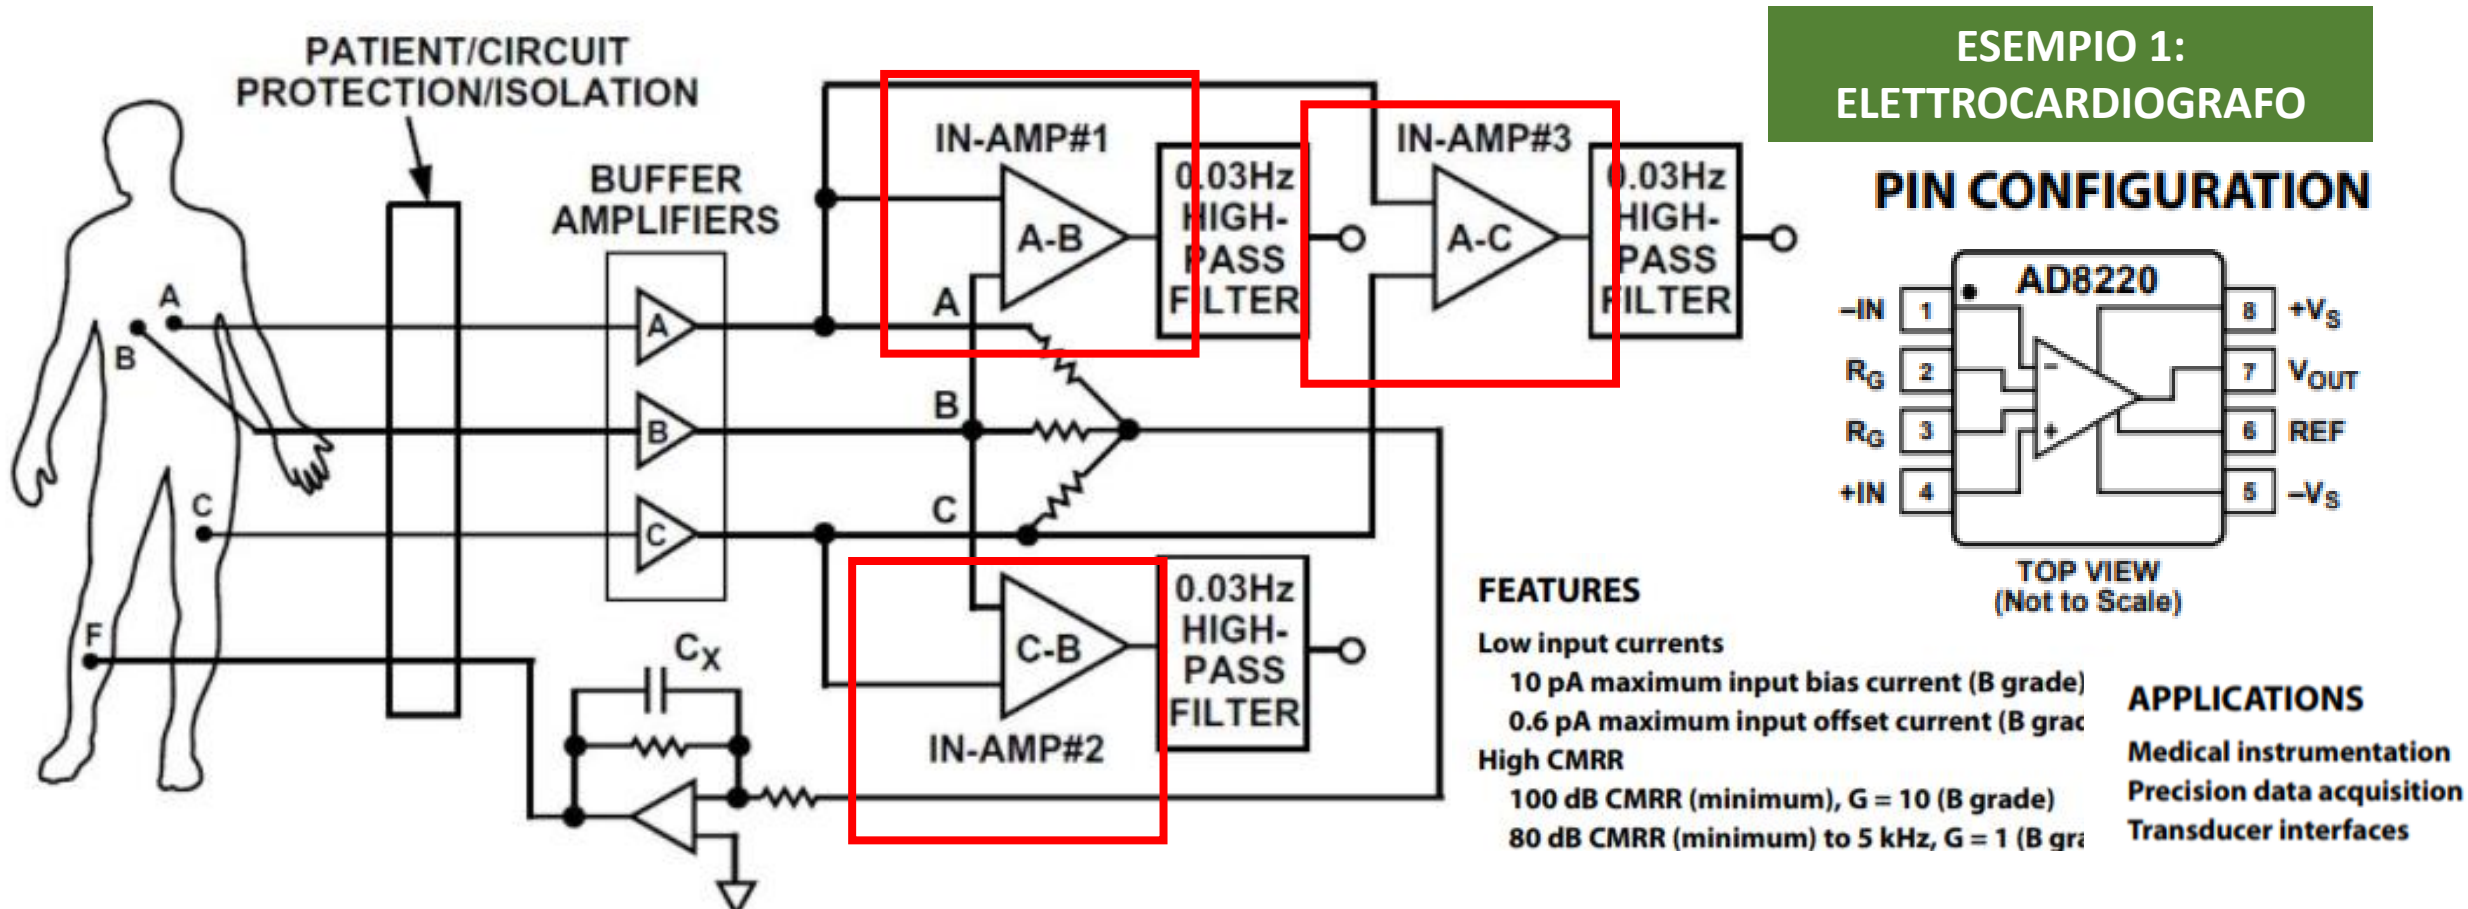 PATIENT/CIRCUIT
PROTECTION/ISOLATION
BUFFER
AMPLIFIERS
A
B
C
F
A
B
C
A
B
C
IN-AMP#1
A-B
0.03Hz
HIGH-
PASS
FILTER
IN-AMP#3
A-C
0.03Hz
HIGH-
PASS
FILTER
C-B
IN-AMP#2
0.03Hz
HIGH-
PASS
FILTER
CX
ESEMPIO 1:
ELETTROCARDIOGRAFO
PIN CONFIGURATION
AD8220
–IN 1
RG 2
RG 3
+IN 4
8 +VS
7 VOUT
6 REF
5 –VS
–
+
TOP VIEW
(Not to Scale)
FEATURES
Low input currents
10 pA maximum input bias current (B grade)
0.6 pA maximum input offset current (B grad
High CMRR
100 dB CMRR (minimum), G = 10 (B grade)
80 dB CMRR (minimum) to 5 kHz, G = 1 (B gra
APPLICATIONS
Medical instrumentation
Precision data acquisition
Transducer interfaces